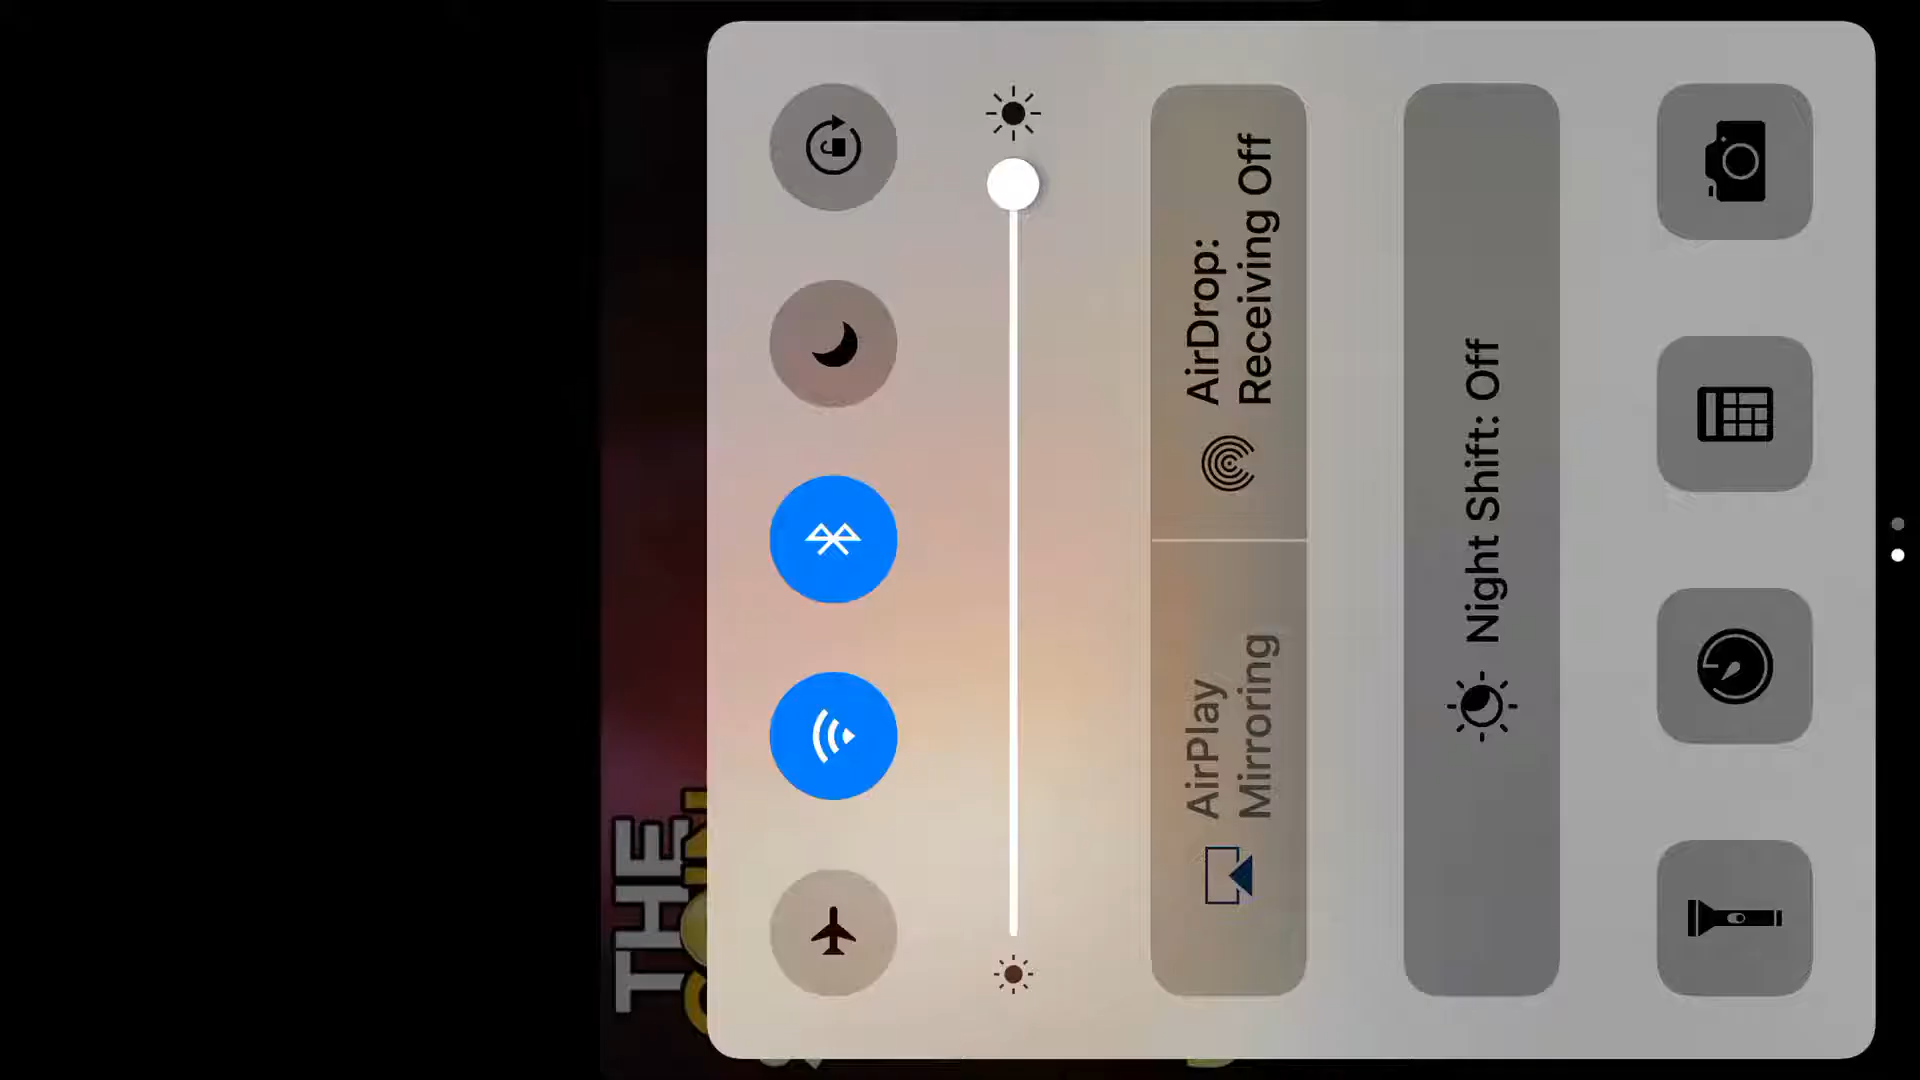 AirPlay
Mirroring
AirDrop:
Receiving Off
Night Shift: Off
THE